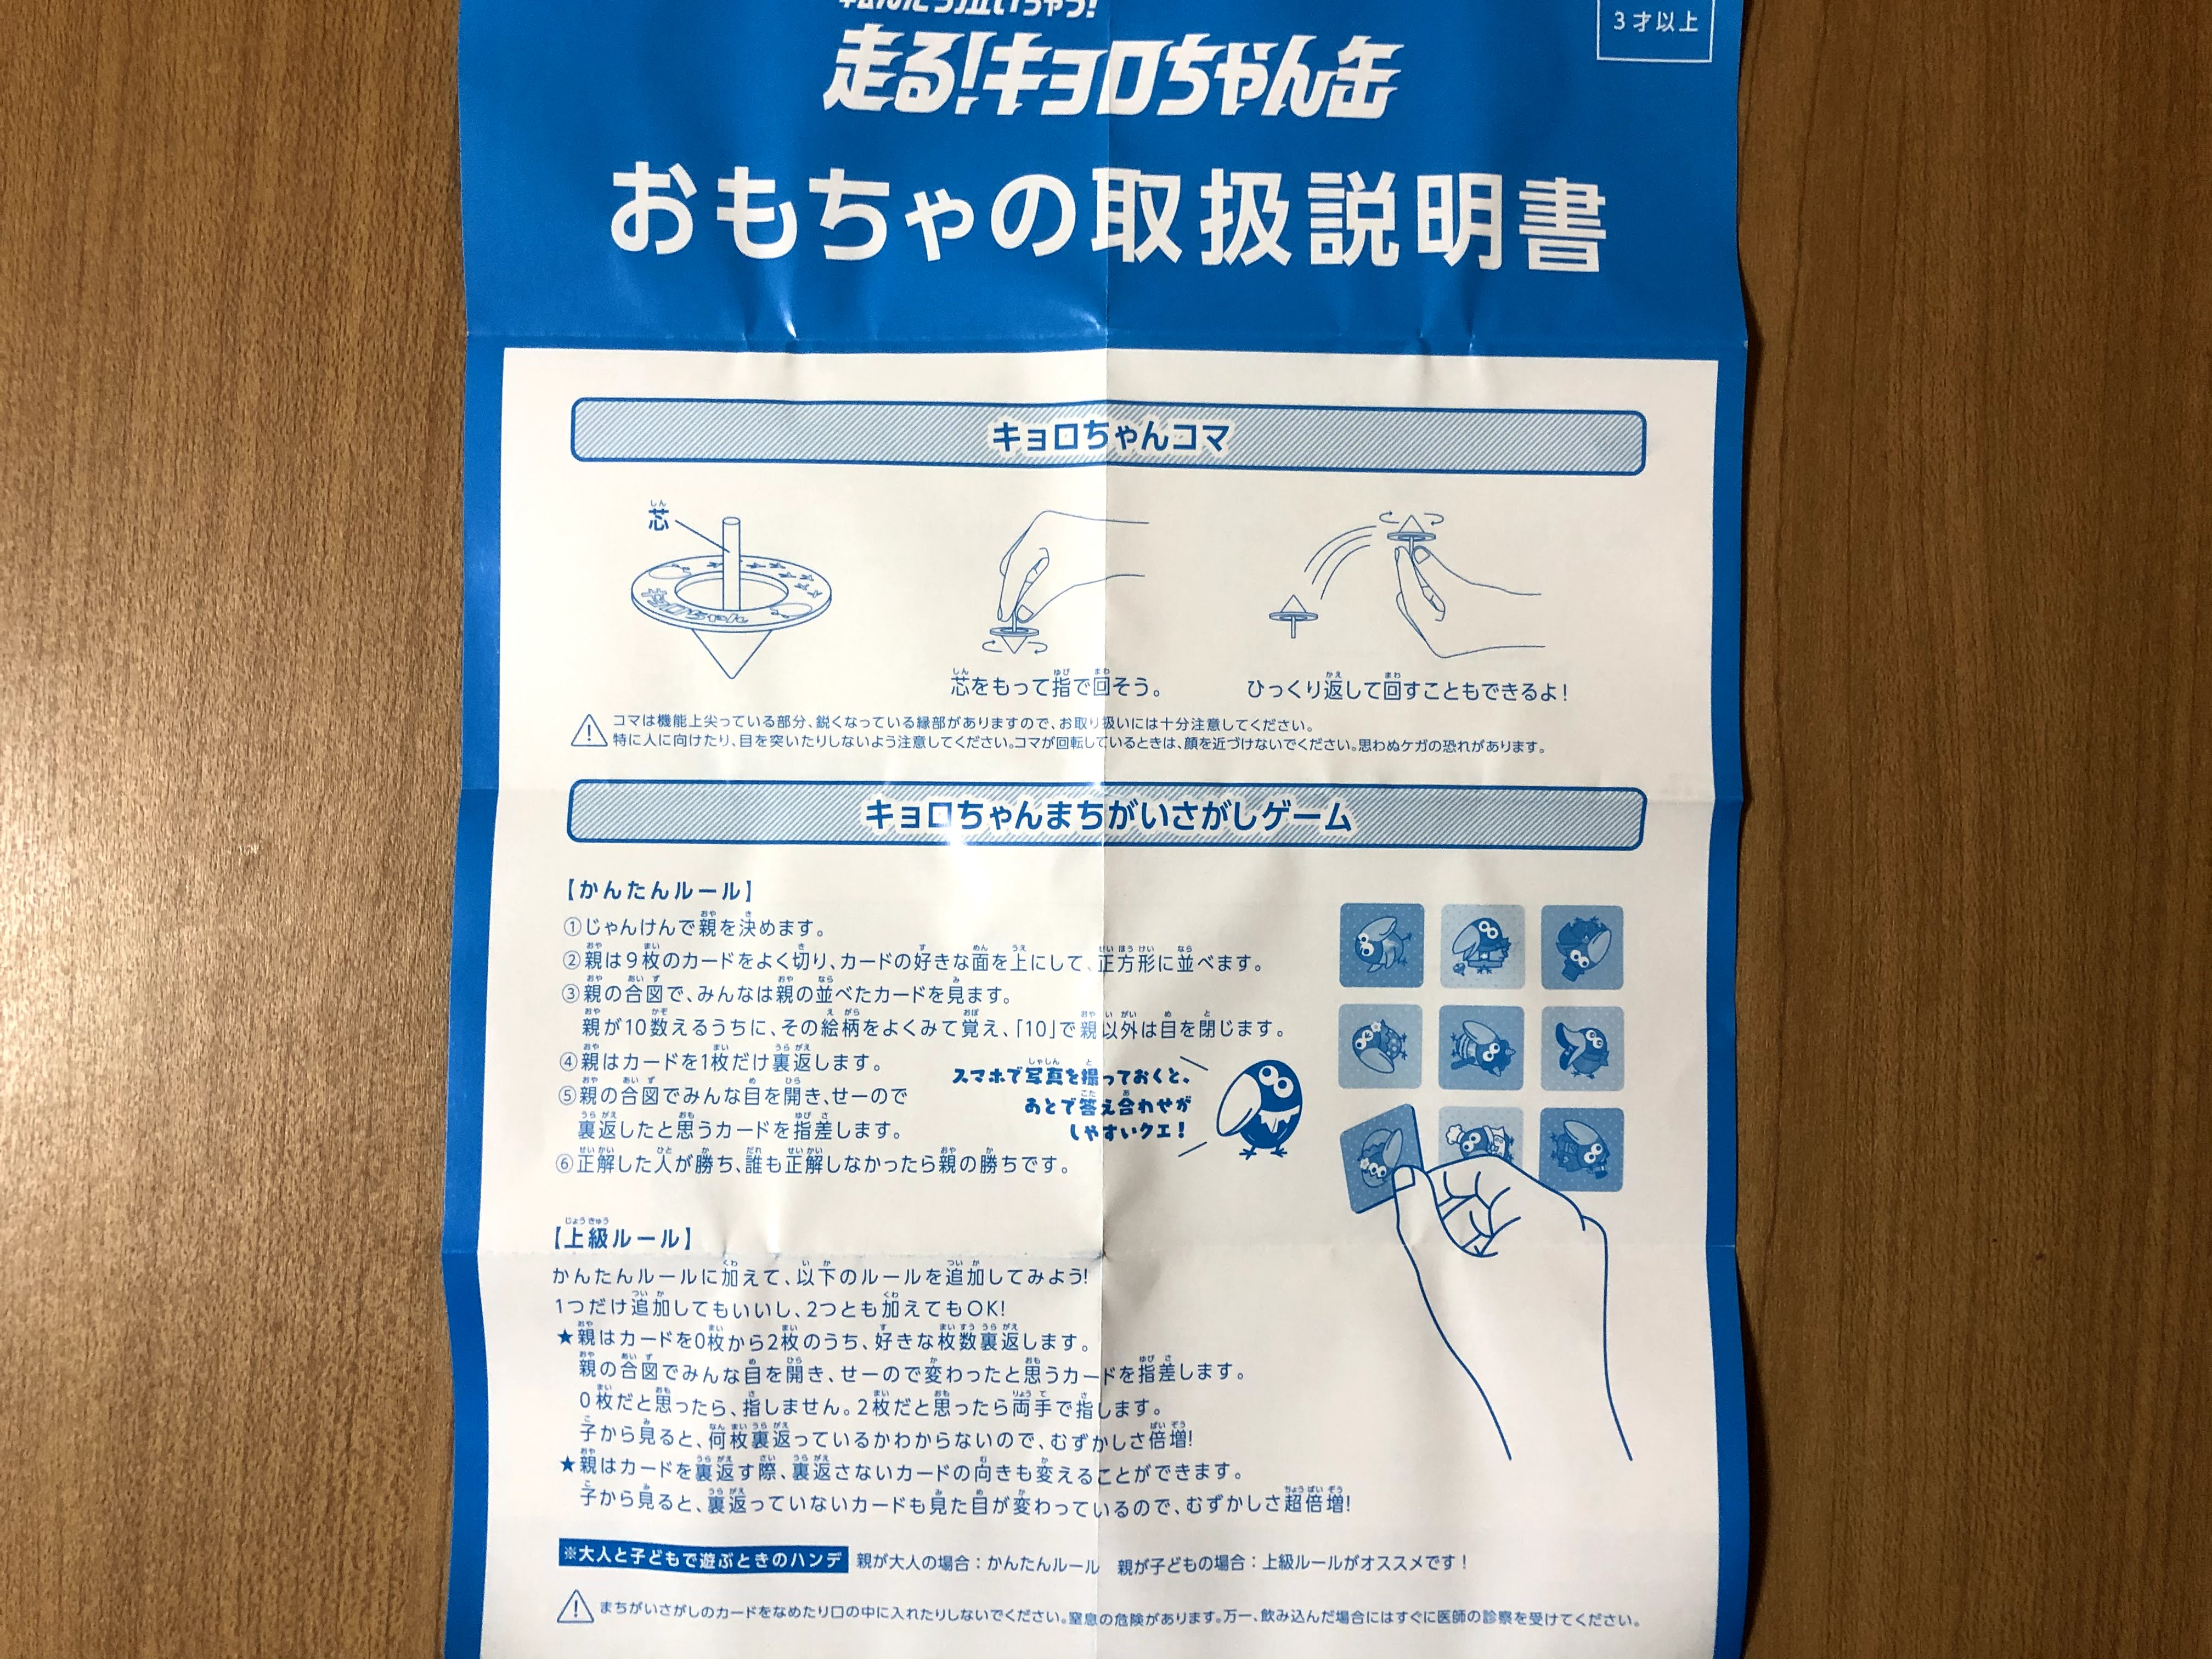 走る!キョロちゃん缶
3才以上
おもちゃの取扱説明書
キョロちゃんコマ
芯
キョロちゃん
芯をもって指で回そう。
ひっくり返して回すこともできるよ!
コマは機能上尖っている部分、鋭くなっている縁部がありますので、お取り扱いには十分注意してください。
特に人に向けたり、目を突いたりしないよう注意してください。コマが回転しているときは、顔を近づけないでください。思わぬケガの恐れがあります。
キョロちゃんまちがいさがしゲーム
【かんたんルール】
①じゃんけんで親を決めます。
②親は9枚のカードをよく切り、カードの好きな面を上にして、正方形に並べます。
③親の合図で、みんなは親の並べたカードを見ます。
親が10数えるうちに、その絵柄をよくみて覚え、「10」で親以外は目を閉じます。
④親はカードを1枚だけ裏返します。
⑤親の合図でみんな目を開き、せーので
裏返したと思うカードを指差します。
⑥正解した人が勝ち、誰も正解しなかったら親の勝ちです。
スマホで写真を撮っておくと、
あとで答え合わせが
しやすいクエ!
【上級ルール】
かんたんルールに加えて、以下のルールを追加してみよう!
1つだけ追加してもいいし、2つとも加えてもOK!
★親はカードを0枚から2枚のうち、好きな枚数裏返します。
親の合図でみんな目を開き、せーので変わったと思うカードを指差します。
0枚だと思ったら、指しません。2枚だと思ったら両手で指します。
子から見ると、何枚裏返っているかわからないので、むずかしさ倍増!
★親はカードを裏返す際、裏返さないカードの向きも変えることができます。
子から見ると、裏返っていないカードも見た目が変わっているので、むずかしさ超倍増!
※大人と子どもで遊ぶときのハンデ 親が大人の場合：かんたんルール 親が子どもの場合：上級ルールがオススメです!
まちがいさがしのカードをなめたり口の中に入れたりしないでください。窒息の危険があります。万一、飲み込んだ場合にはすぐに医師の診察を受けてください。